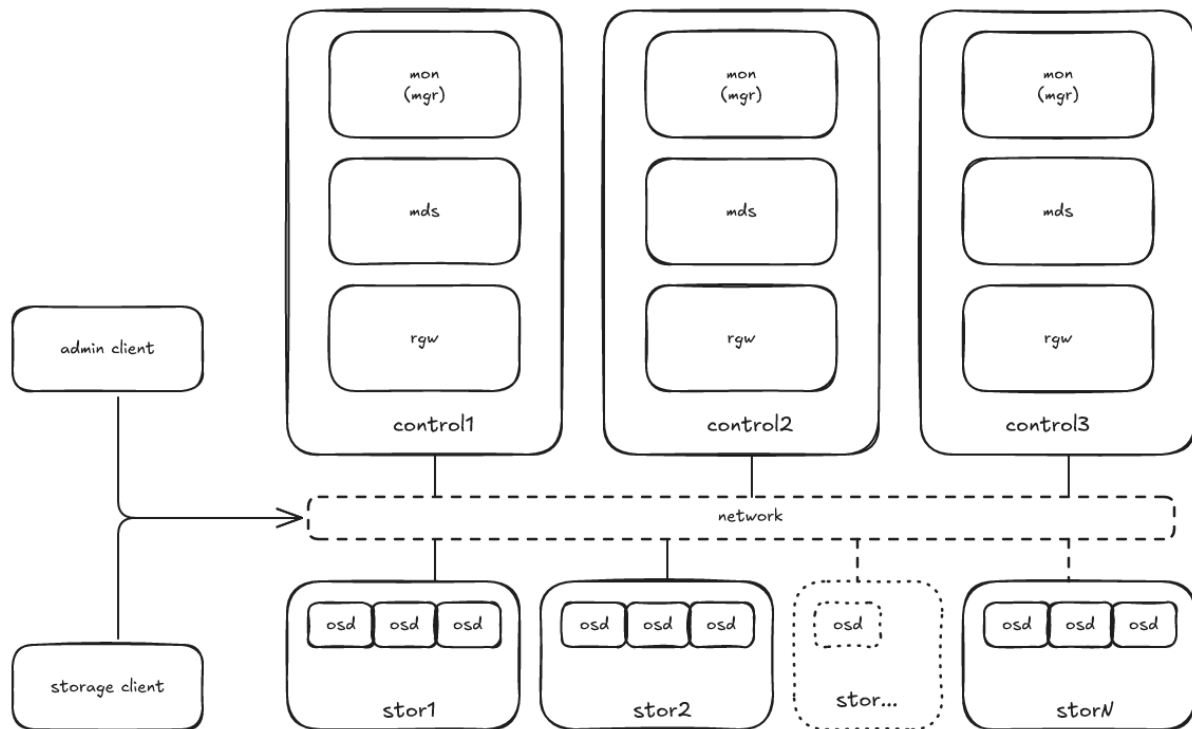 mon
(mgr)
mds
rgw
control1
mon
(mgr)
mds
rgw
control2
mon
(mgr)
mds
rgw
control3
admin client
storage client
network
osd osd osd
stor1
osd osd osd
stor2
osd
stor...
osd osd osd
storN